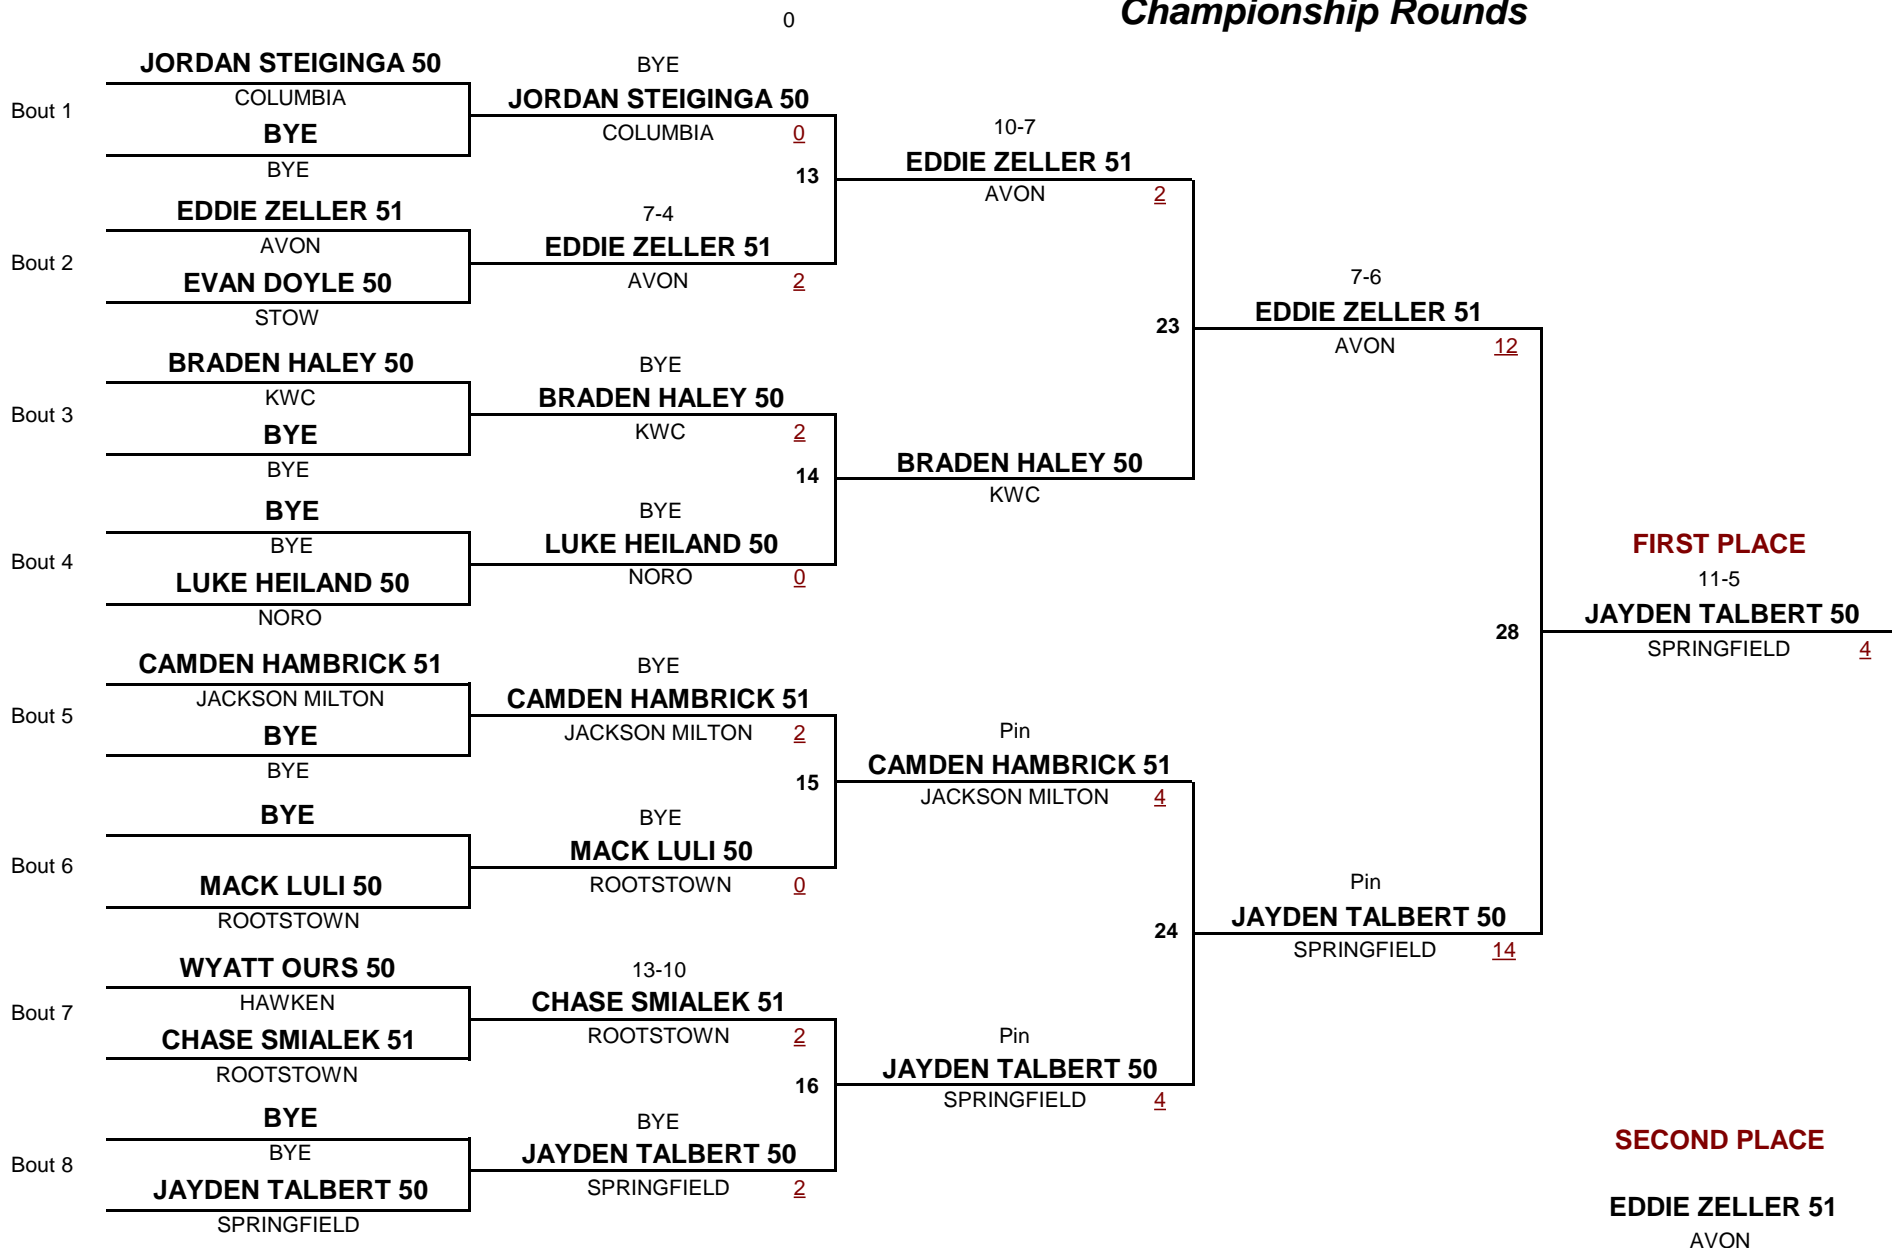 Championship Rounds
0
JORDAN STEIGINGA 50
Bout 1
COLUMBIA
BYE
BYE
EDDIE ZELLER 51
Bout 2
AVON
EVAN DOYLE 50
STOW
BRADEN HALEY 50
Bout 3
KWC
BYE
BYE
BYE
Bout 4
BYE
LUKE HEILAND 50
NORO
CAMDEN HAMBRICK 51
Bout 5
JACKSON MILTON
BYE
BYE
BYE
Bout 6
MACK LULI 50
ROOTSTOWN
WYATT OURS 50
Bout 7
HAWKEN
CHASE SMIALEK 51
ROOTSTOWN
BYE
Bout 8
BYE
JAYDEN TALBERT 50
SPRINGFIELD
BYE
JORDAN STEIGINGA 50
COLUMBIA 0
13
7-4
EDDIE ZELLER 51
AVON 2
BYE
BRADEN HALEY 50
KWC 2
14
BYE
LUKE HEILAND 50
NORO 0
BYE
CAMDEN HAMBRICK 51
JACKSON MILTON 2
15
BYE
MACK LULI 50
ROOTSTOWN 0
13-10
CHASE SMIALEK 51
ROOTSTOWN 2
16
BYE
JAYDEN TALBERT 50
SPRINGFIELD 2
10-7
EDDIE ZELLER 51
AVON 2
23
BRADEN HALEY 50
KWC
Pin
CAMDEN HAMBRICK 51
JACKSON MILTON 4
24
Pin
JAYDEN TALBERT 50
SPRINGFIELD 4
7-6
EDDIE ZELLER 51
AVON 12
28
Pin
JAYDEN TALBERT 50
SPRINGFIELD 14
FIRST PLACE
11-5
JAYDEN TALBERT 50
SPRINGFIELD 4
SECOND PLACE
EDDIE ZELLER 51
AVON